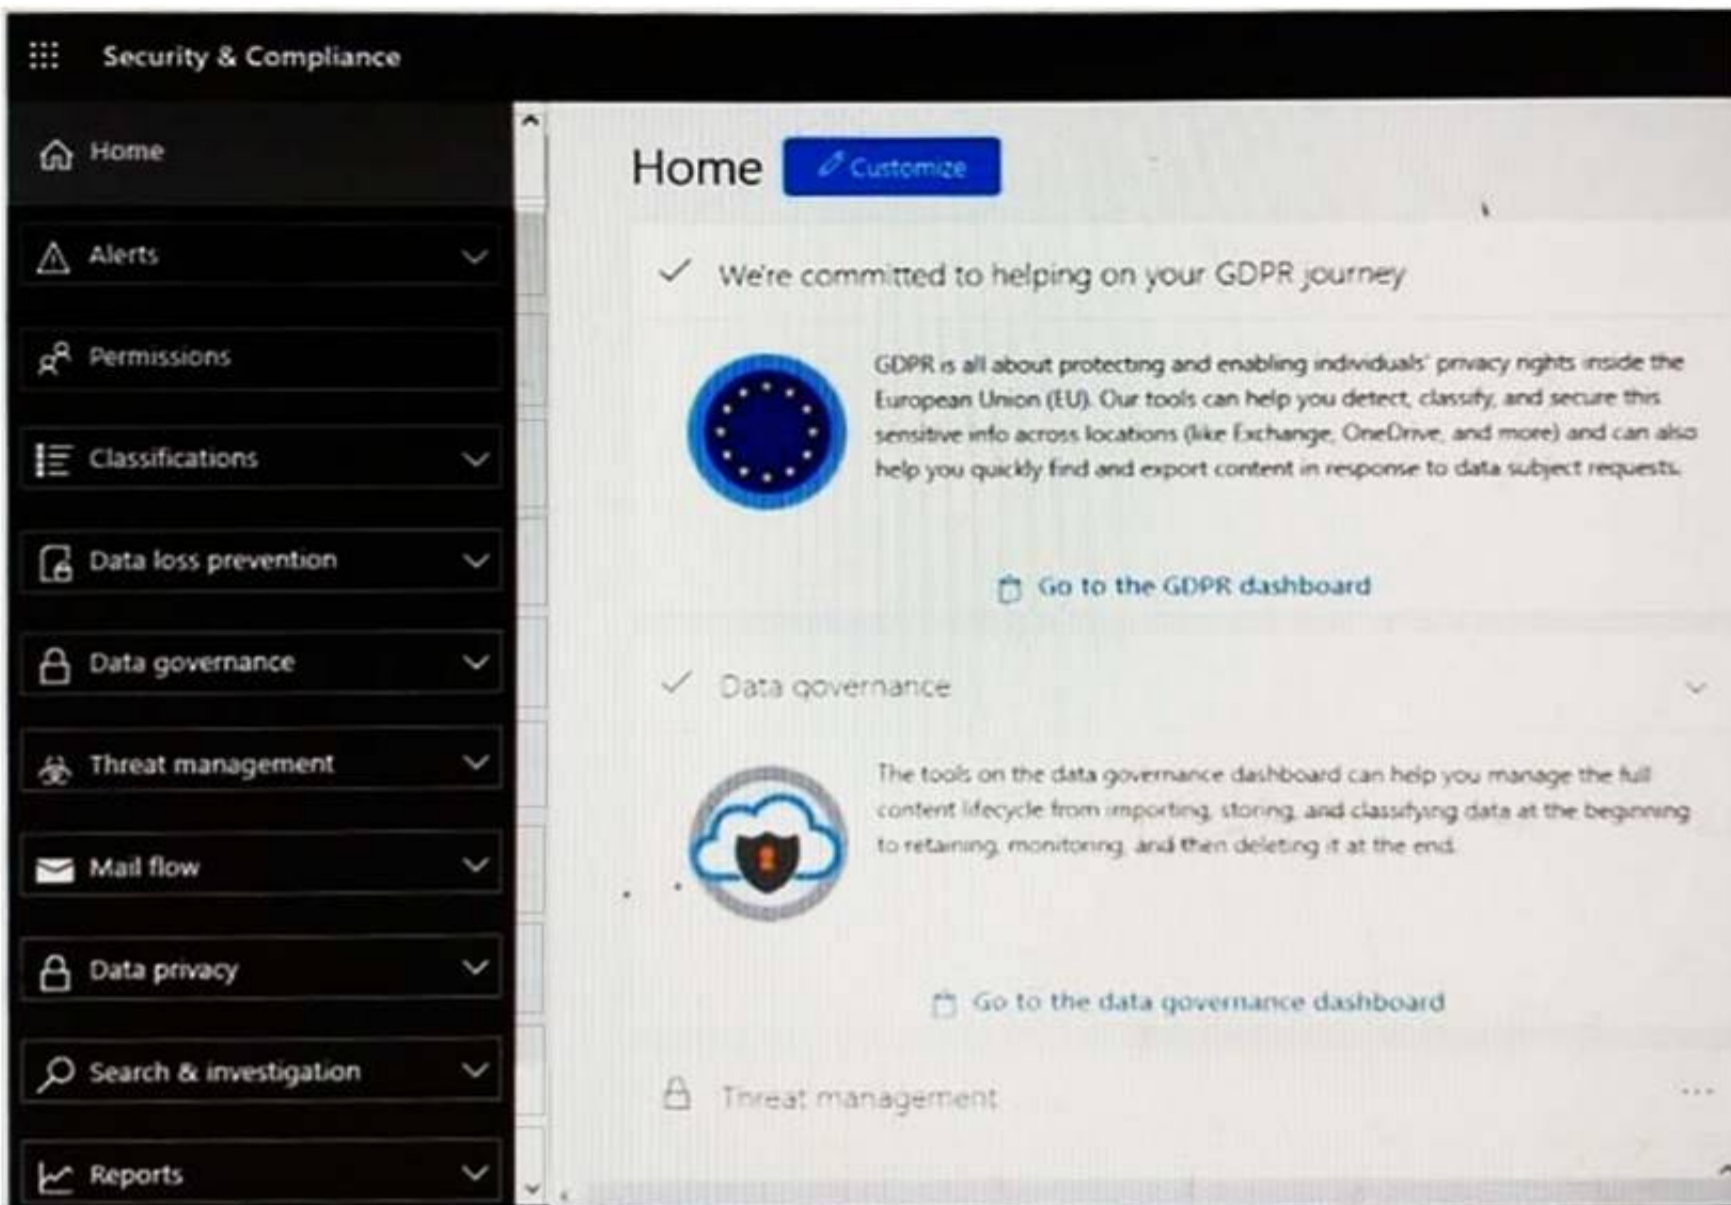 Security & Compliance
Home
Alerts
Permissions
Classifications
Data loss prevention
Data governance
Threat management
Mail flow
Data privacy
Search & investigation
Reports
Home
Customize
We're committed to helping on your GDPR journey
GDPR is all about protecting and enabling individuals' privacy rights inside the
European Union (EU). Our tools can help you detect, classify, and secure this
sensitive info across locations (like Exchange, OneDrive, and more) and can also
help you quickly find and export content in response to data subject requests.
Go to the GDPR dashboard
Data governance
The tools on the data governance dashboard can help you manage the full
content lifecycle from importing, storing, and classifying data at the beginning
to retaining, monitoring, and then deleting it at the end.
Go to the data governance dashboard
Threat management